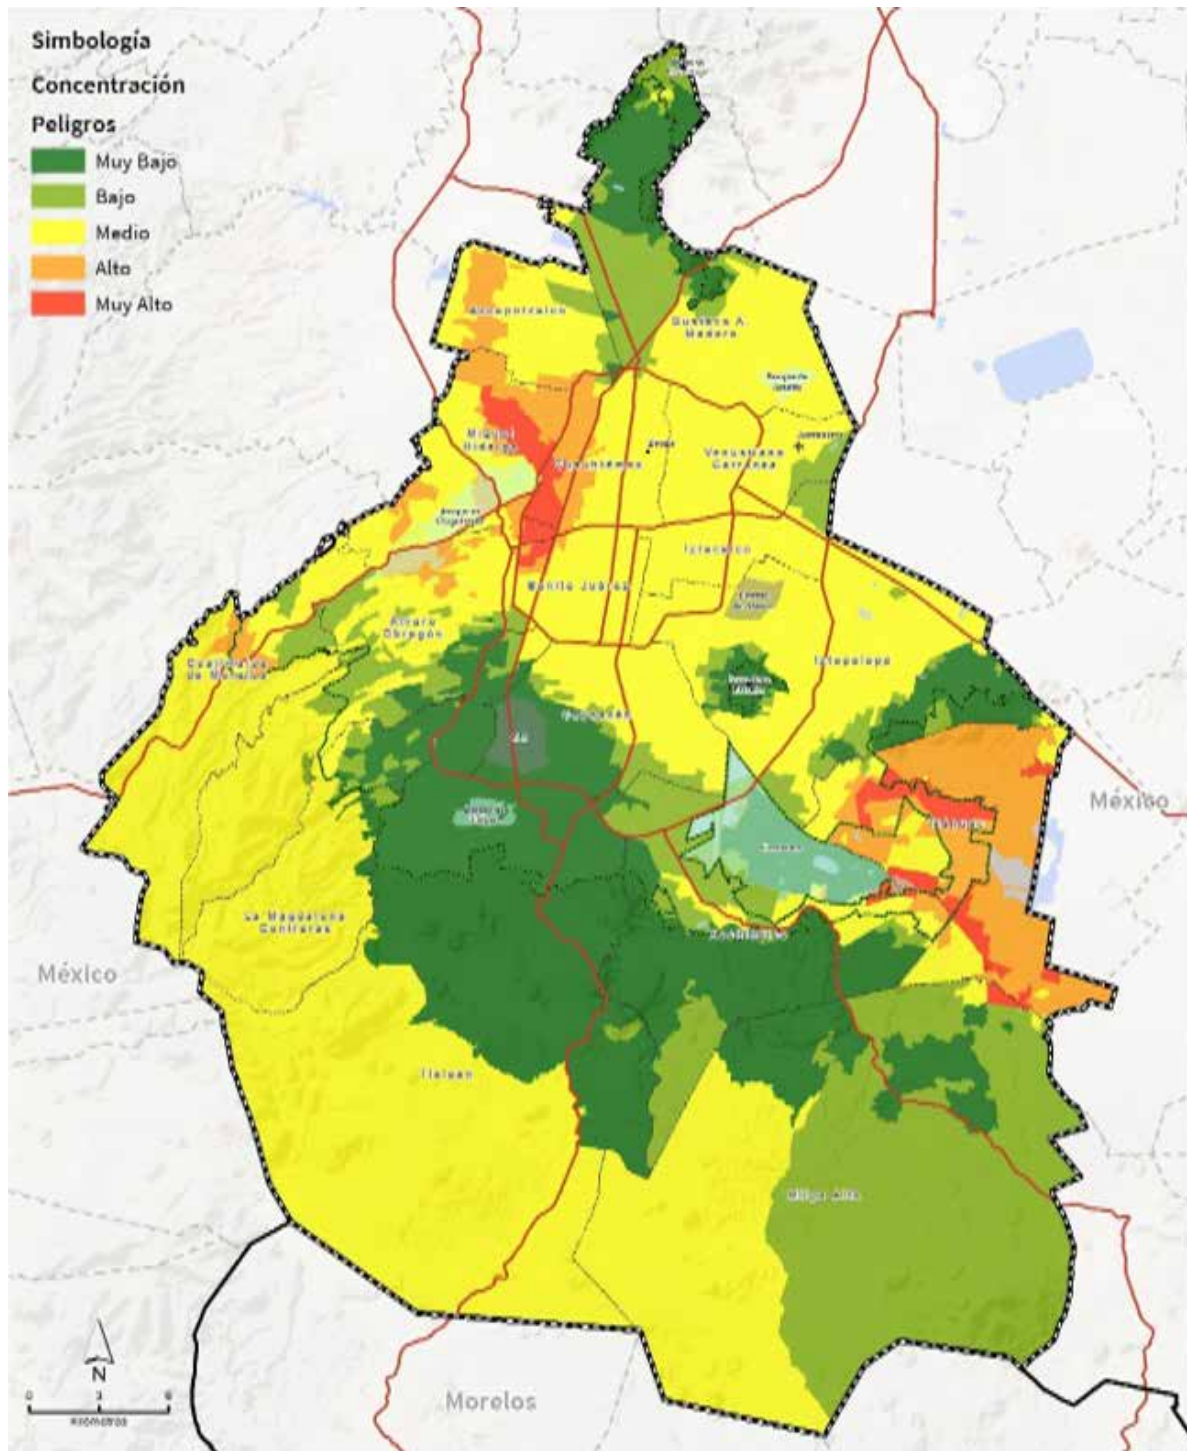 Simbología
Concentración
Peligros
Muy Bajo
Bajo
Medio
Alto
Muy Alto
Azcapotzalco
Gustavo A.
Madero
Miguel
Hidalgo
Cuauhtémoc
Venustiano
Carranza
Iztacalco
Benito Juárez
Álvaro
Obregón
Cuajimalpa
de Morelos
Iztapalapa
Coyoacán
México
Tláhuac
La Magdalena
Contreras
Xochimilco
México
Tlalpan
Milpa Alta
N
0 3 6
Kilómetros
Morelos